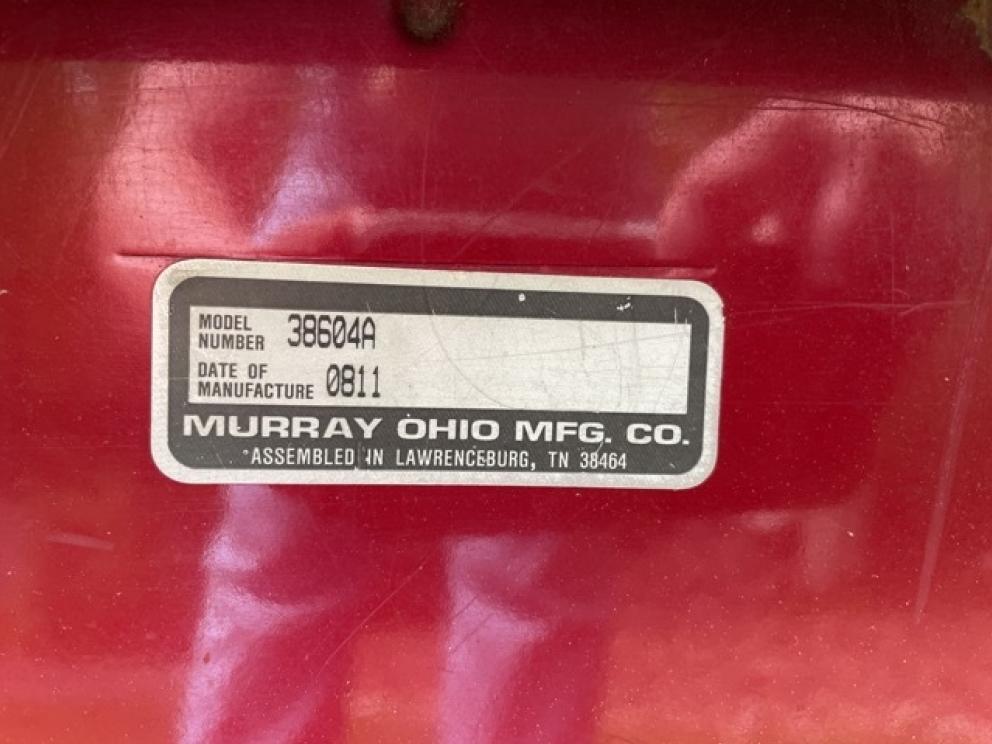 MODEL NUMBER 38604A
DATE OF MANUFACTURE 0811
MURRAY OHIO MFG. CO.
ASSEMBLED IN LAWRENCEBURG, TN 38464